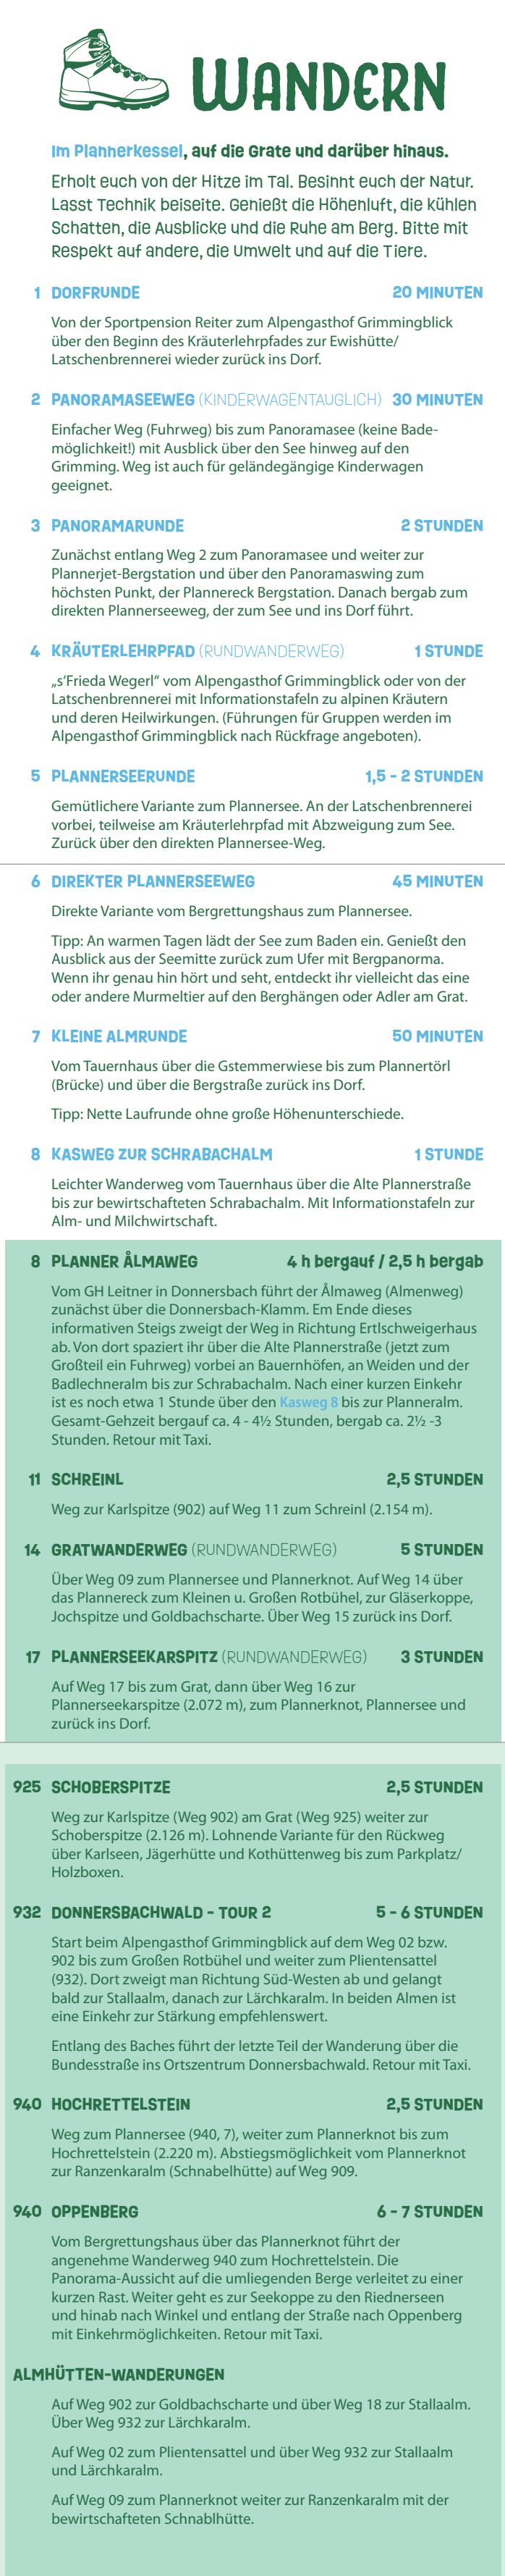 WANDERN
Im Plannerkessel, auf die Grate und darüber hinaus.
Erholt euch von der Hitze im Tal. Besinnt euch der Natur.
Lasst Technik beiseite. Genießt die Höhenluft, die kühlen
Schatten, die Ausblicke und die Ruhe am Berg. Bitte mit
Respekt auf andere, die Umwelt und auf die Tiere.
1 DORFRUNDE 20 MINUTEN
Von der Sportpension Reiter zum Alpengasthof Grimmingblick
über den Beginn des Kräuterlehrpfades zur Ewishütte/
Latschenbrennerei wieder zurück ins Dorf.
2 PANORAMASEEWEG (KINDERWAGENTAUGLICH) 30 MINUTEN
Einfacher Weg (Fuhrweg) bis zum Panoramasee (keine Bade-
möglichkeit!) mit Ausblick über den See hinweg auf den
Grimming. Weg ist auch für geländegängige Kinderwagen
geeignet.
3 PANORAMARUNDE 2 STUNDEN
Zunächst entlang Weg 2 zum Panoramasee und weiter zur
Plannerjet-Bergstation und über den Panoramaswing zum
höchsten Punkt, der Plannereck Bergstation. Danach bergab zum
direkten Plannerseeweg, der zum See und ins Dorf führt.
4 KRÄUTERLEHRPFAD (RUNDWANDERWEG) 1 STUNDE
„s’Frieda Wegerl“ vom Alpengasthof Grimmingblick oder von der
Latschenbrennerei mit Informationstafeln zu alpinen Kräutern
und deren Heilwirkungen. (Führungen für Gruppen werden im
Alpengasthof Grimmingblick nach Rückfrage angeboten).
5 PLANNERSEERUNDE 1,5 - 2 STUNDEN
Gemütlichere Variante zum Plannersee. An der Latschenbrennerei
vorbei, teilweise am Kräuterlehrpfad mit Abzweigung zum See.
Zurück über den direkten Plannersee-Weg.
6 DIREKTER PLANNERSEEWEG 45 MINUTEN
Direkte Variante vom Bergrettungshaus zum Plannersee.
Tipp: An warmen Tagen lädt der See zum Baden ein. Genießt den
Ausblick aus der Seemitte zurück zum Ufer mit Bergpanorma.
Wenn ihr genau hin hört und seht, entdeckt ihr vielleicht das eine
oder andere Murmeltier auf den Berghängen oder Adler am Grat.
7 KLEINE ALMRUNDE 50 MINUTEN
Vom Tauernhaus über die Gstemmerwiese bis zum Plannertörl
(Brücke) und über die Bergstraße zurück ins Dorf.
Tipp: Nette Laufrunde ohne große Höhenunterschiede.
8 KASWEG ZUR SCHRABACHALM 1 STUNDE
Leichter Wanderweg vom Tauernhaus über die Alte Plannerstraße
bis zur bewirtschafteten Schrabachalm. Mit Informationstafeln zur
Alm- und Milchwirtschaft.
8 PLANNER ÅLMAWEG 4 h bergauf / 2,5 h bergab
Vom GH Leitner in Donnersbach führt der Ålmaweg (Almenweg)
zunächst über die Donnersbach-Klamm. Em Ende dieses
informativen Steigs zweigt der Weg in Richtung Ertlschweigerhaus
ab. Von dort spaziert ihr über die Alte Plannerstraße (jetzt zum
Großteil ein Fuhrweg) vorbei an Bauernhöfen, an Weiden und der
Badlechneralm bis zur Schrabachalm. Nach einer kurzen Einkehr
ist es noch etwa 1 Stunde über den Kasweg 8 bis zur Planneralm.
Gesamt-Gehzeit bergauf ca. 4 - 4½ Stunden, bergab ca. 2½ -3
Stunden. Retour mit Taxi.
11 SCHREINL 2,5 STUNDEN
Weg zur Karlspitze (902) auf Weg 11 zum Schreinl (2.154 m).
14 GRATWANDERWEG (RUNDWANDERWEG) 5 STUNDEN
Über Weg 09 zum Plannersee und Plannerknot. Auf Weg 14 über
das Plannereck zum Kleinen u. Großen Rotbühel, zur Gläserkoppe,
Jochspitze und Goldbachscharte. Über Weg 15 zurück ins Dorf.
17 PLANNERSEEKARSPITZ (RUNDWANDERWEG) 3 STUNDEN
Auf Weg 17 bis zum Grat, dann über Weg 16 zur
Plannerseekarspitze (2.072 m), zum Plannerknot, Plannersee und
zurück ins Dorf.
925 SCHOBERSPITZE 2,5 STUNDEN
Weg zur Karlspitze (Weg 902) am Grat (Weg 925) weiter zur
Schoberspitze (2.126 m). Lohnende Variante für den Rückweg
über Karlseen, Jägerhütte und Kothüttenweg bis zum Parkplatz/
Holzboxen.
932 DONNERSBACHWALD - TOUR 2 5 - 6 STUNDEN
Start beim Alpengasthof Grimmingblick auf dem Weg 02 bzw.
902 bis zum Großen Rotbühel und weiter zum Plientensattel
(932). Dort zweigt man Richtung Süd-Westen ab und gelangt
bald zur Stallaalm, danach zur Lärchkaralm. In beiden Almen ist
eine Einkehr zur Stärkung empfehlenswert.
Entlang des Baches führt der letzte Teil der Wanderung über die
Bundesstraße ins Ortszentrum Donnersbachwald. Retour mit Taxi.
940 HOCHRETTELSTEIN 2,5 STUNDEN
Weg zum Plannersee (940, 7), weiter zum Plannerknot bis zum
Hochrettelstein (2.220 m). Abstiegsmöglichkeit vom Plannerknot
zur Ranzenkaralm (Schnabelhütte) auf Weg 909.
940 OPPENBERG 6 - 7 STUNDEN
Vom Bergrettungshaus über das Plannerknot führt der
angenehme Wanderweg 940 zum Hochrettelstein. Die
Panorama-Aussicht auf die umliegenden Berge verleitet zu einer
kurzen Rast. Weiter geht es zur Seekoppe zu den Riednerseen
und hinab nach Winkel und entlang der Straße nach Oppenberg
mit Einkehrmöglichkeiten. Retour mit Taxi.
ALMHÜTTEN-WANDERUNGEN
Auf Weg 902 zur Goldbachscharte und über Weg 18 zur Stallaalm.
Über Weg 932 zur Lärchkaralm.
Auf Weg 02 zum Plientensattel und über Weg 932 zur Stallaalm
und Lärchkaralm.
Auf Weg 09 zum Plannerknot weiter zur Ranzenkaralm mit der
bewirtschafteten Schnablhütte.